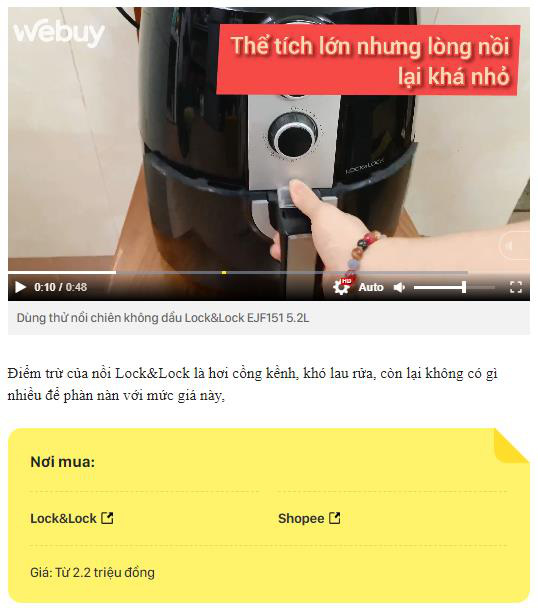 webuy
Thể tích lớn nhưng lòng nồi
lại khá nhỏ
LOCK&LOCK
0:10 / 0:48
HD
Auto
Dùng thử nồi chiên không dầu Lock&Lock EJF151 5.2L
Điểm trừ của nồi Lock&Lock là hơi cồng kềnh, khó lau rửa, còn lại không có gì
nhiều để phàn nàn với mức giá này,
Nơi mua:
Lock&Lock
Shopee
Giá: Từ 2.2 triệu đồng